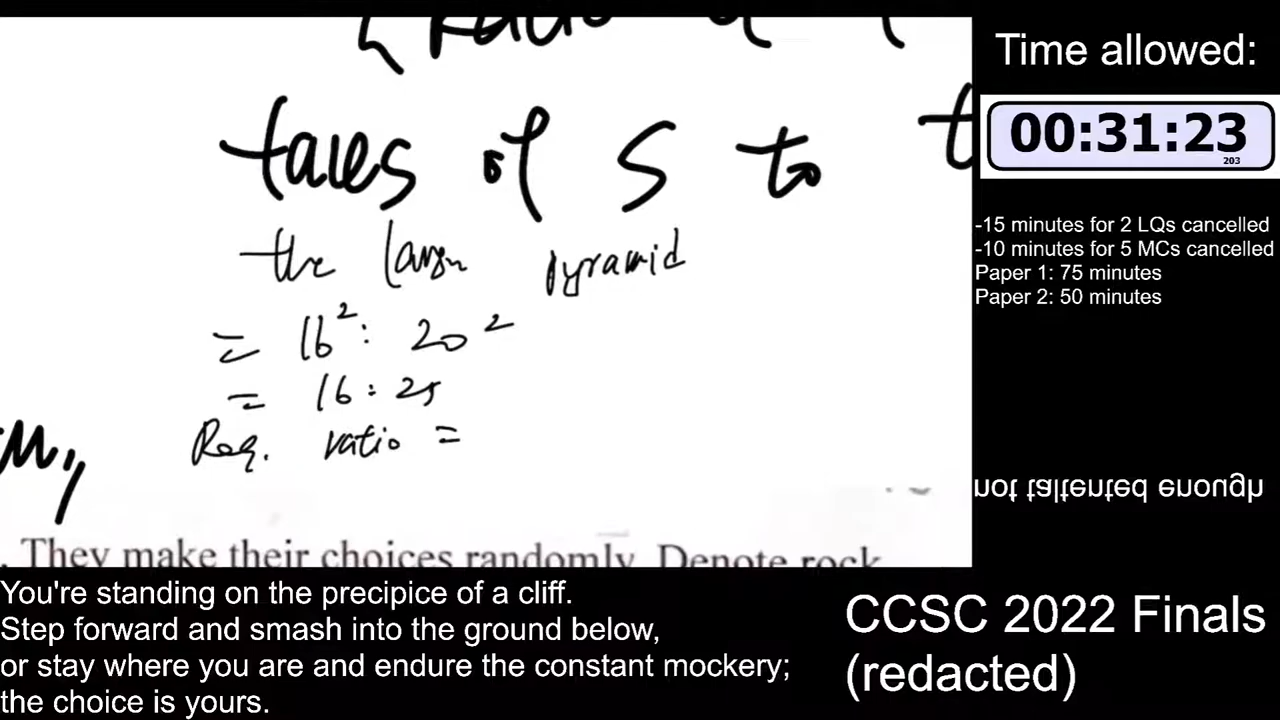 ratio of
faces of S to t
the large pyramid
= 16²: 20²
= 16: 25
Req. ratio =
. They make their choices randomly. Denote rock
Time allowed:
00:31:23
203
-15 minutes for 2 LQs cancelled
-10 minutes for 5 MCs cancelled
Paper 1: 75 minutes
Paper 2: 50 minutes
not taltented enough
You're standing on the precipice of a cliff.
Step forward and smash into the ground below,
or stay where you are and endure the constant mockery;
the choice is yours.
CCSC 2022 Finals
(redacted)